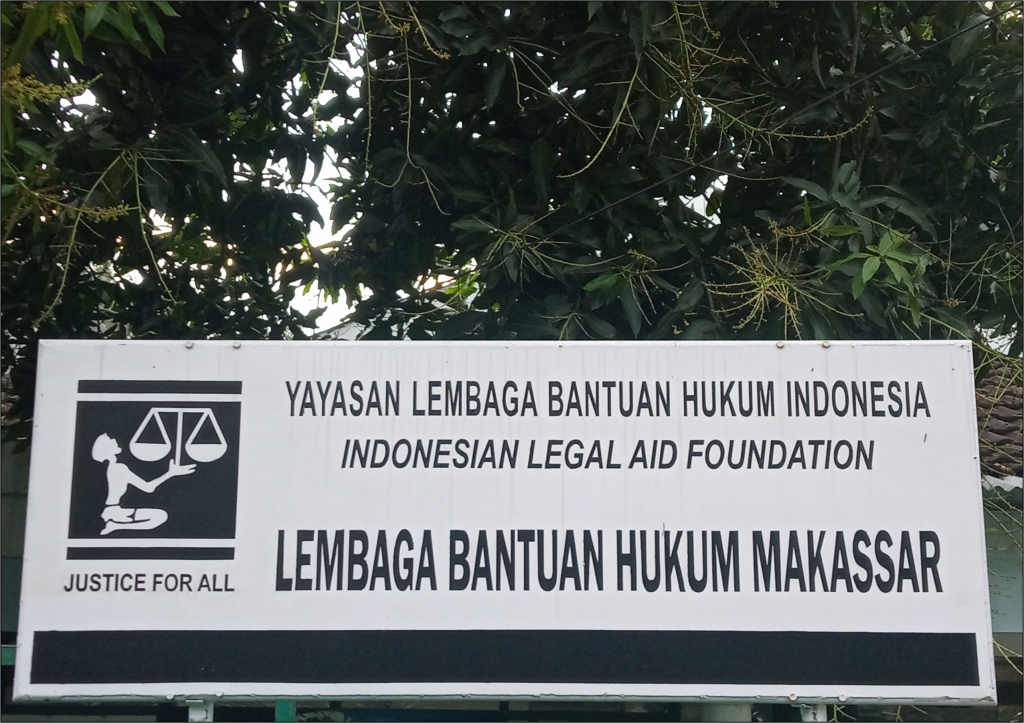 YAYASAN LEMBAGA BANTUAN HUKUM INDONESIA
INDONESIAN LEGAL AID FOUNDATION
LEMBAGA BANTUAN HUKUM MAKASSAR
JUSTICE FOR ALL